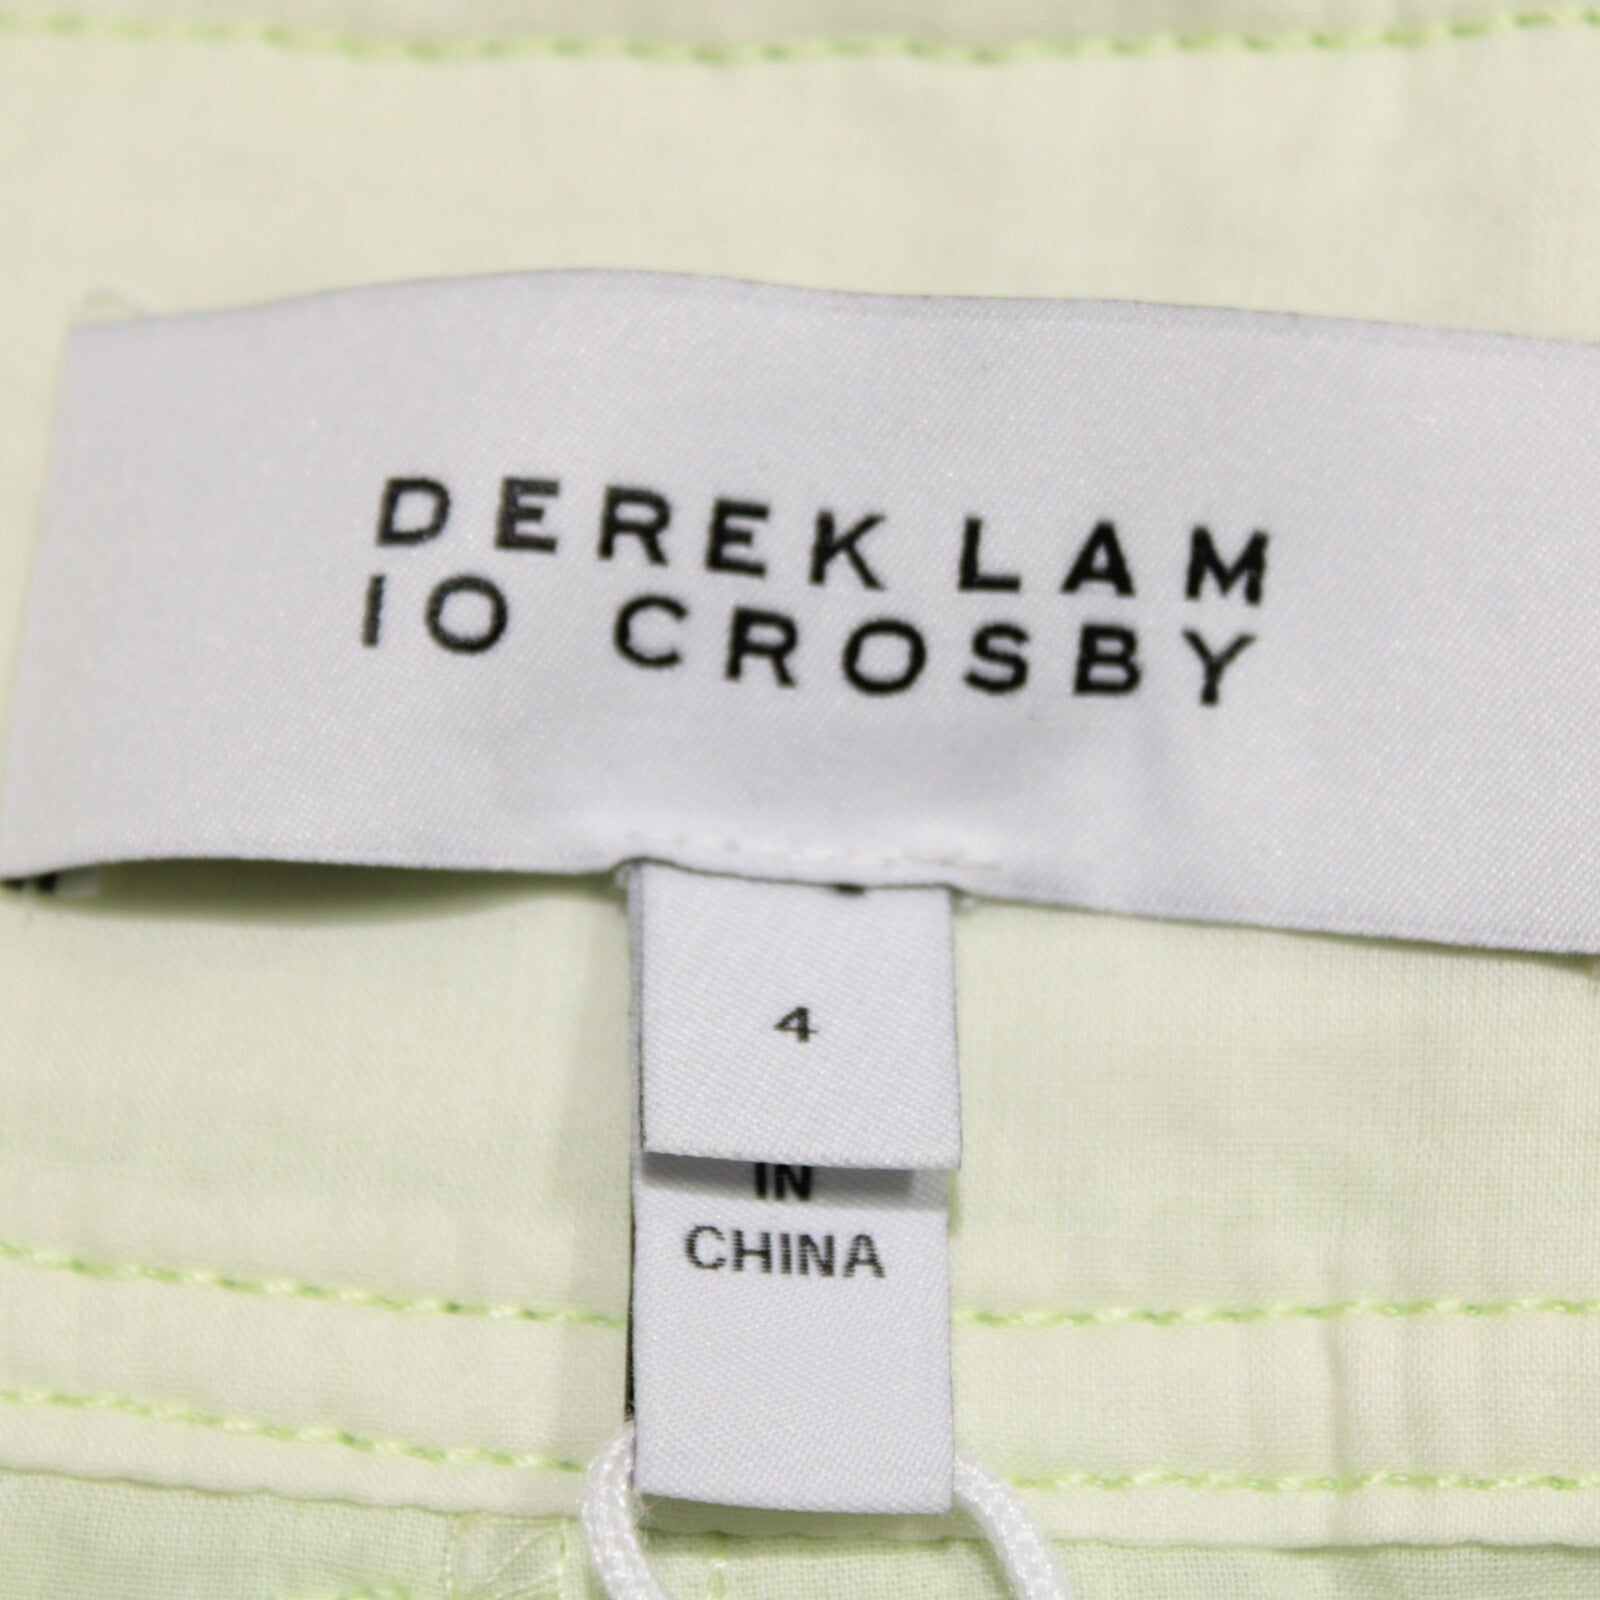 DEREK LAM
10 CROSBY
4
IN
CHINA